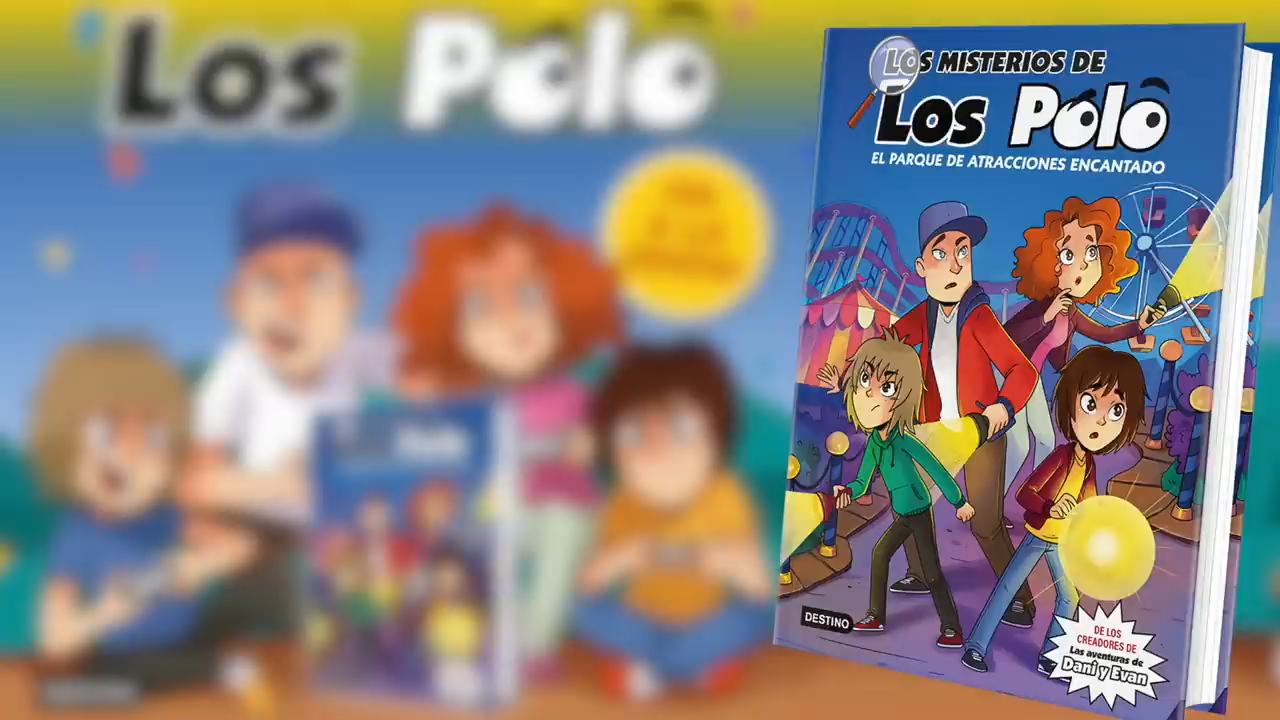 Los Polo
LOS MISTERIOS DE
Los Polo
EL PARQUE DE ATRACCIONES ENCANTADO
DESTINO
DE LOS
CREADORES DE
Las aventuras de
Dani y Evan